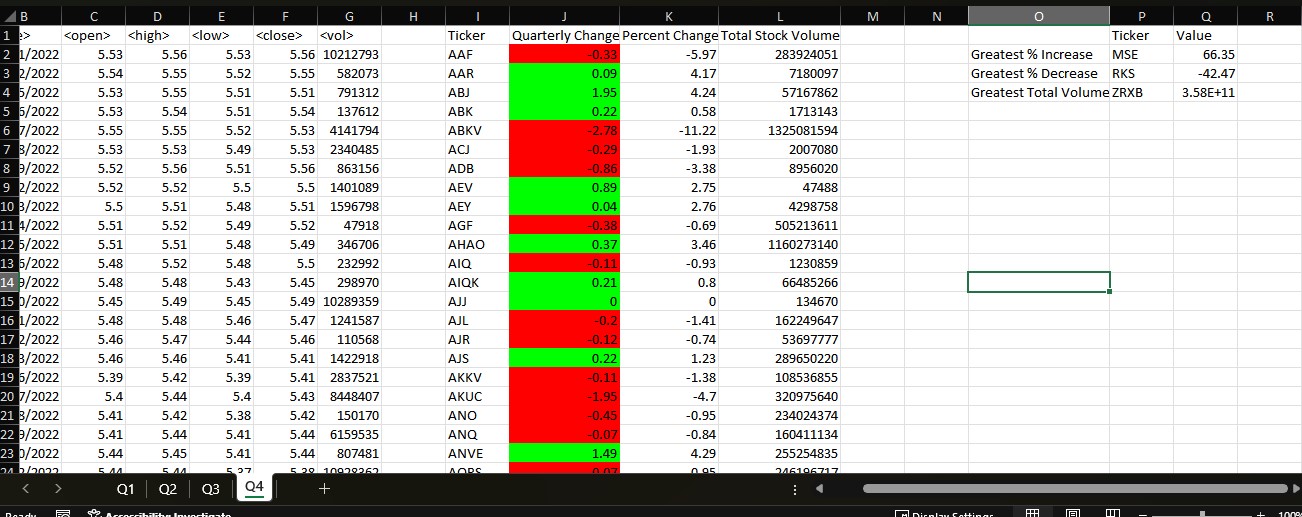 B C D E F G H I J K L M N O P Q R
1 <open> <high> <low> <close> <vol> Ticker Quarterly Change Percent Change Total Stock Volume Ticker Value
2 1/2022 5.53 5.56 5.53 5.56 10212793 AAF -0.33 -5.97 283924051 Greatest % Increase MSE 66.35
3 2/2022 5.54 5.55 5.52 5.55 582073 AAR 0.09 4.17 7180097 Greatest % Decrease RKS -42.47
4 5/2022 5.53 5.55 5.51 5.51 791312 ABJ 1.95 4.24 57167862 Greatest Total Volume ZRXB 3.58E+11
5 6/2022 5.53 5.54 5.51 5.54 137612 ABK 0.22 0.58 1713143
6 7/2022 5.55 5.55 5.52 5.53 4141794 ABKV -2.78 -11.22 1325081594
7 8/2022 5.53 5.53 5.49 5.53 2340485 ACJ -0.29 -1.93 2007080
8 9/2022 5.52 5.56 5.51 5.56 863156 ADB -0.86 -3.38 8956020
9 2/2022 5.52 5.52 5.5 5.5 1401089 AEV 0.89 2.75 47488
10 3/2022 5.5 5.51 5.48 5.51 1596798 AEY 0.04 2.76 4298758
11 4/2022 5.51 5.52 5.49 5.52 47918 AGF -0.38 -0.69 505213611
12 5/2022 5.51 5.51 5.48 5.49 346706 AHAO 0.37 3.46 1160273140
13 6/2022 5.48 5.52 5.48 5.5 232992 AIQ -0.11 -0.93 1230859
14 9/2022 5.48 5.48 5.43 5.45 298970 AIQK 0.21 0.8 66485266
15 0/2022 5.45 5.49 5.45 5.49 10289359 AJJ 0 0 134670
16 1/2022 5.48 5.48 5.46 5.47 1241587 AJL -0.2 -1.41 162249647
17 2/2022 5.46 5.47 5.44 5.46 110568 AJR -0.12 -0.74 53697777
18 3/2022 5.46 5.46 5.41 5.41 1422918 AJS 0.22 1.23 289650220
19 6/2022 5.39 5.42 5.39 5.41 2837521 AKKV -0.11 -1.38 108536855
20 7/2022 5.4 5.44 5.4 5.43 8448407 AKUC -1.95 -4.7 320975640
21 8/2022 5.41 5.42 5.38 5.42 150170 ANO -0.45 -0.95 234024374
22 9/2022 5.41 5.44 5.41 5.44 6159535 ANQ -0.07 -0.84 160411134
23 0/2022 5.44 5.45 5.41 5.44 807481 ANVE 1.49 4.29 255254835
24 5.44 5.44 5.37 5.38 10928362 AQRS
Q1 Q2 Q3 Q4
Ready Accessibility: Investigate Display Settings 100%